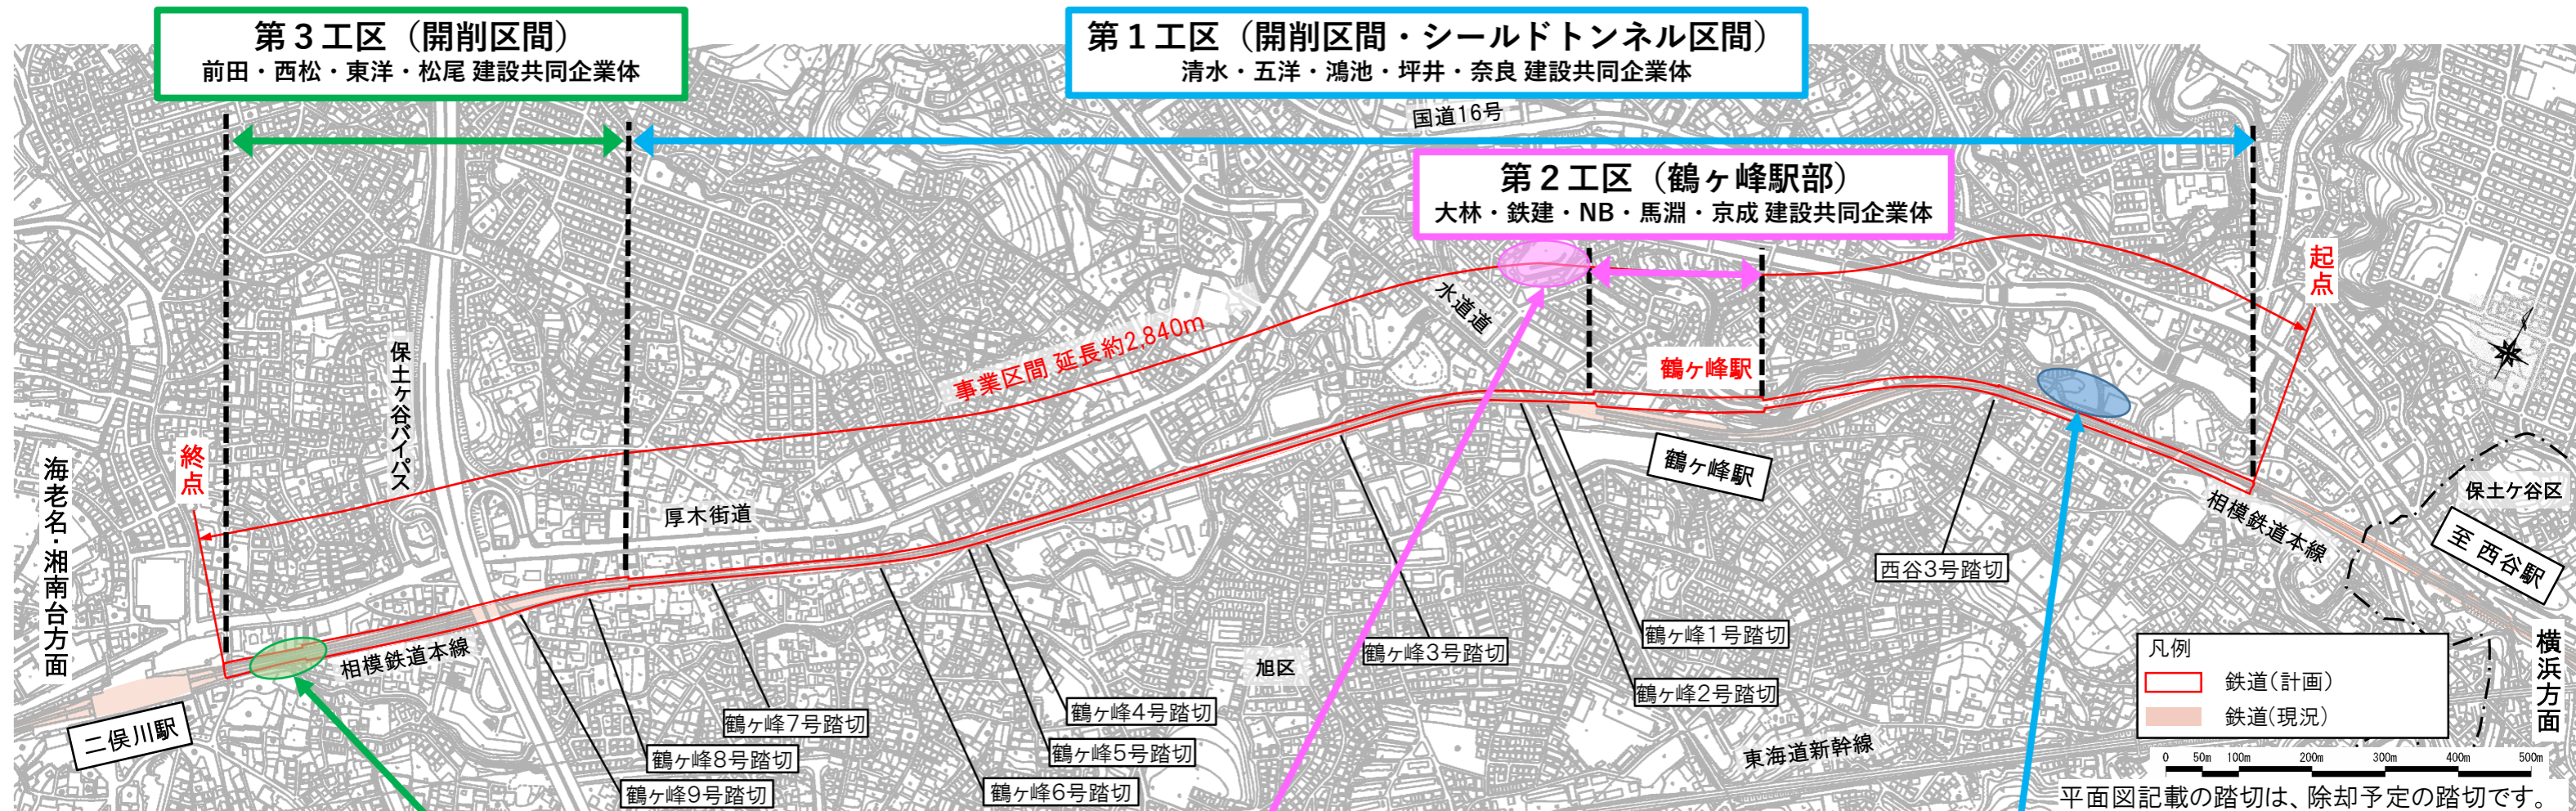 第3工区（開削区間）
前田・西松・東洋・松尾 建設共同企業体
第1工区（開削区間・シールドトンネル区間）
清水・五洋・鴻池・坪井・奈良 建設共同企業体
国道16号
第2工区（鶴ヶ峰駅部）
大林・鉄建・NB・馬淵・京成 建設共同企業体
起点
水道道
事業区間 延長約2,840m
鶴ヶ峰駅
保土ヶ谷バイパス
終点
海老名・湘南台方面
厚木街道
鶴ヶ峰駅
保土ケ谷区
相模鉄道本線
至 西谷駅
西谷3号踏切
鶴ヶ峰1号踏切
鶴ヶ峰3号踏切
旭区
鶴ヶ峰2号踏切
相模鉄道本線
二俣川駅
鶴ヶ峰7号踏切
鶴ヶ峰4号踏切
鶴ヶ峰8号踏切
鶴ヶ峰5号踏切
鶴ヶ峰9号踏切
鶴ヶ峰6号踏切
東海道新幹線
横浜方面
凡例
鉄道(計画)
鉄道(現況)
0 50m 100m 200m 300m 400m 500m
平面図記載の踏切は、除却予定の踏切です。